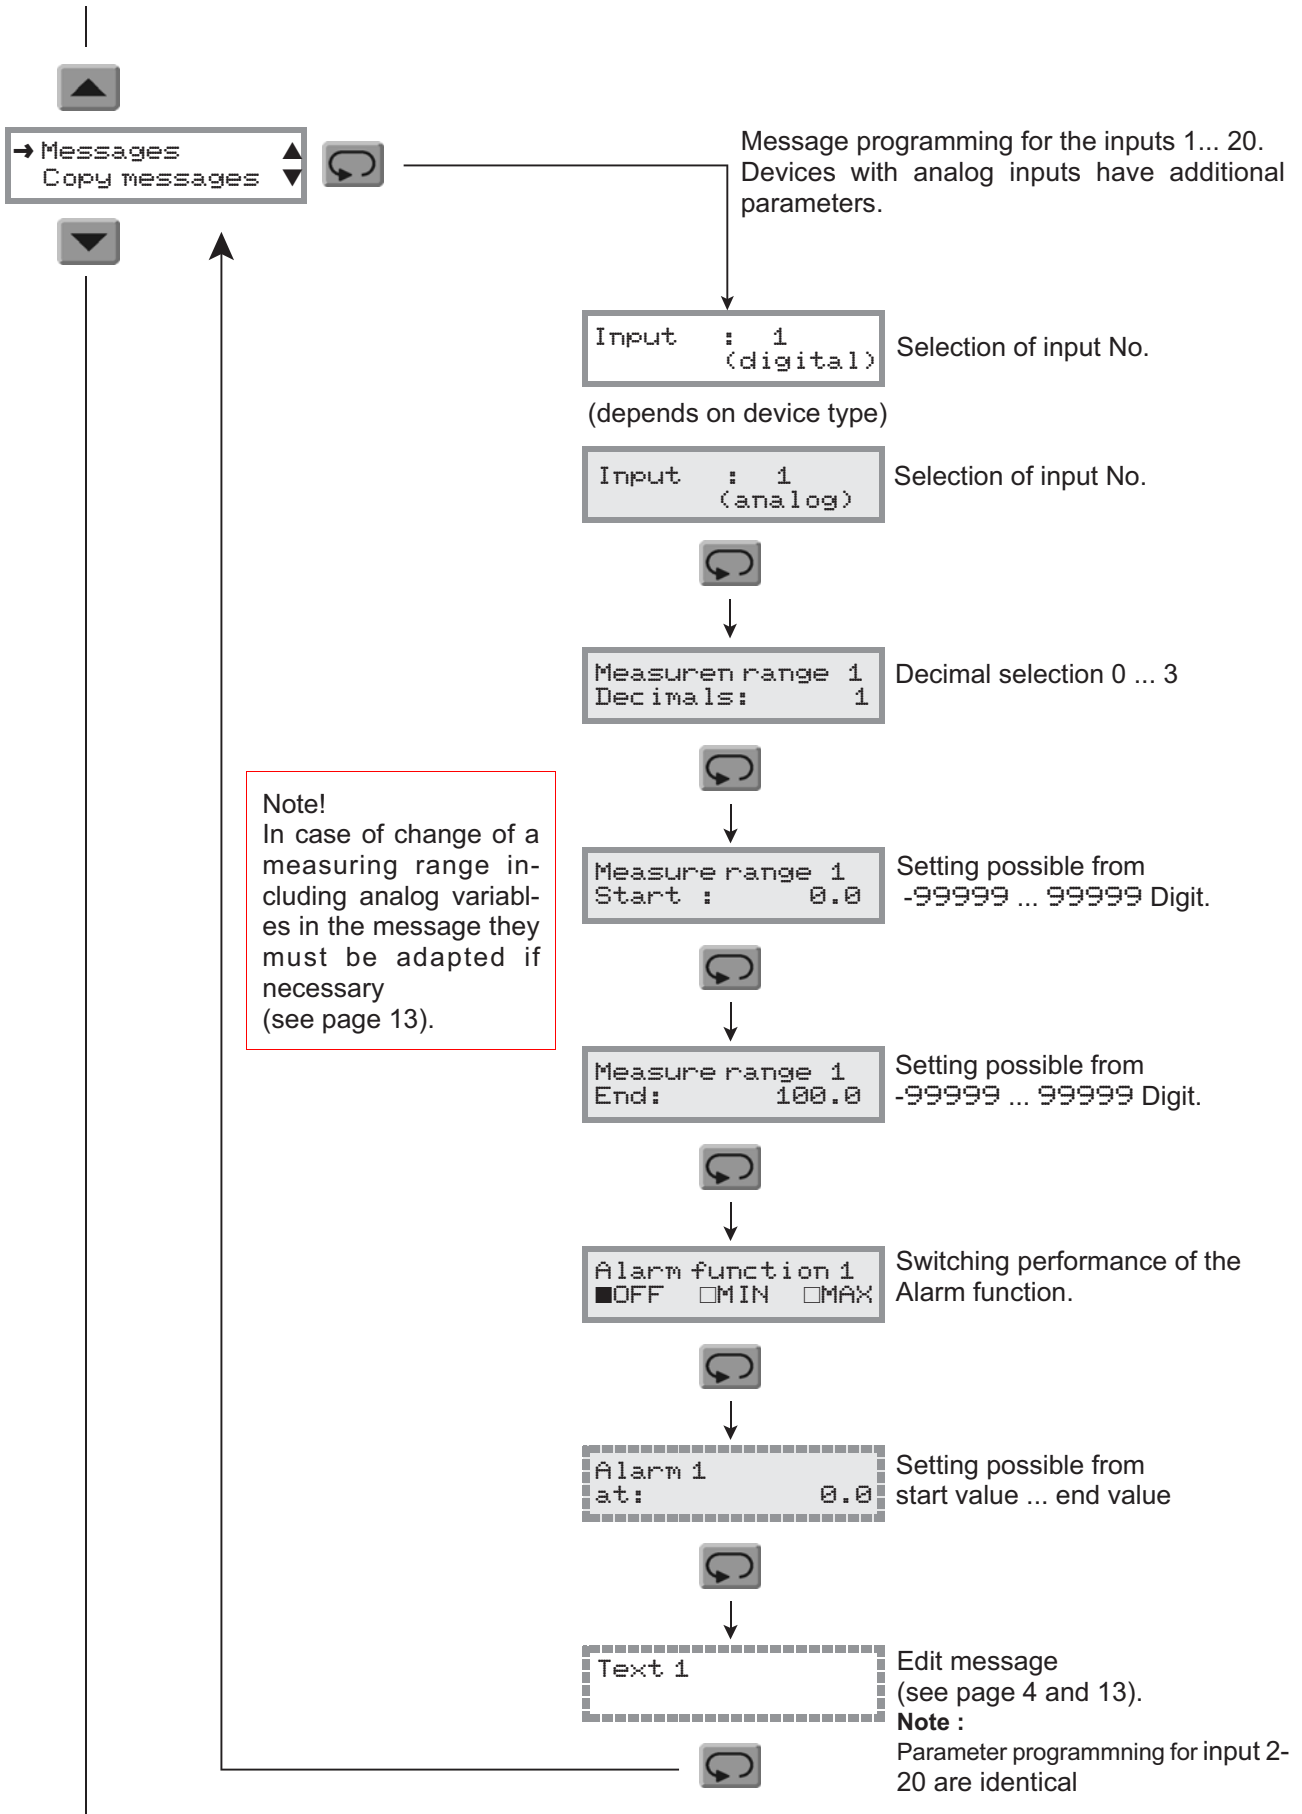 → Messages ▲
Copy messages ▼
Message programming for the inputs 1... 20.
Devices with analog inputs have additional
parameters.
Input : 1
(digital)
Selection of input No.
(depends on device type)
Input : 1
(analog)
Selection of input No.
Measuren range 1
Decimals: 1
Decimal selection 0 ... 3
Note!
In case of change of a
measuring range in-
cluding analog variabl-
es in the message they
must be adapted if
necessary
(see page 13).
Measure range 1
Start : 0.0
Setting possible from
-99999 ... 99999 Digit.
Measure range 1
End: 100.0
Setting possible from
-99999 ... 99999 Digit.
Alarm function 1
■OFF □MIN □MAX
Switching performance of the
Alarm function.
Alarm 1
at: 0.0
Setting possible from
start value ... end value
Text 1
Edit message
(see page 4 and 13).
Note :
Parameter programmning for input 2-
20 are identical